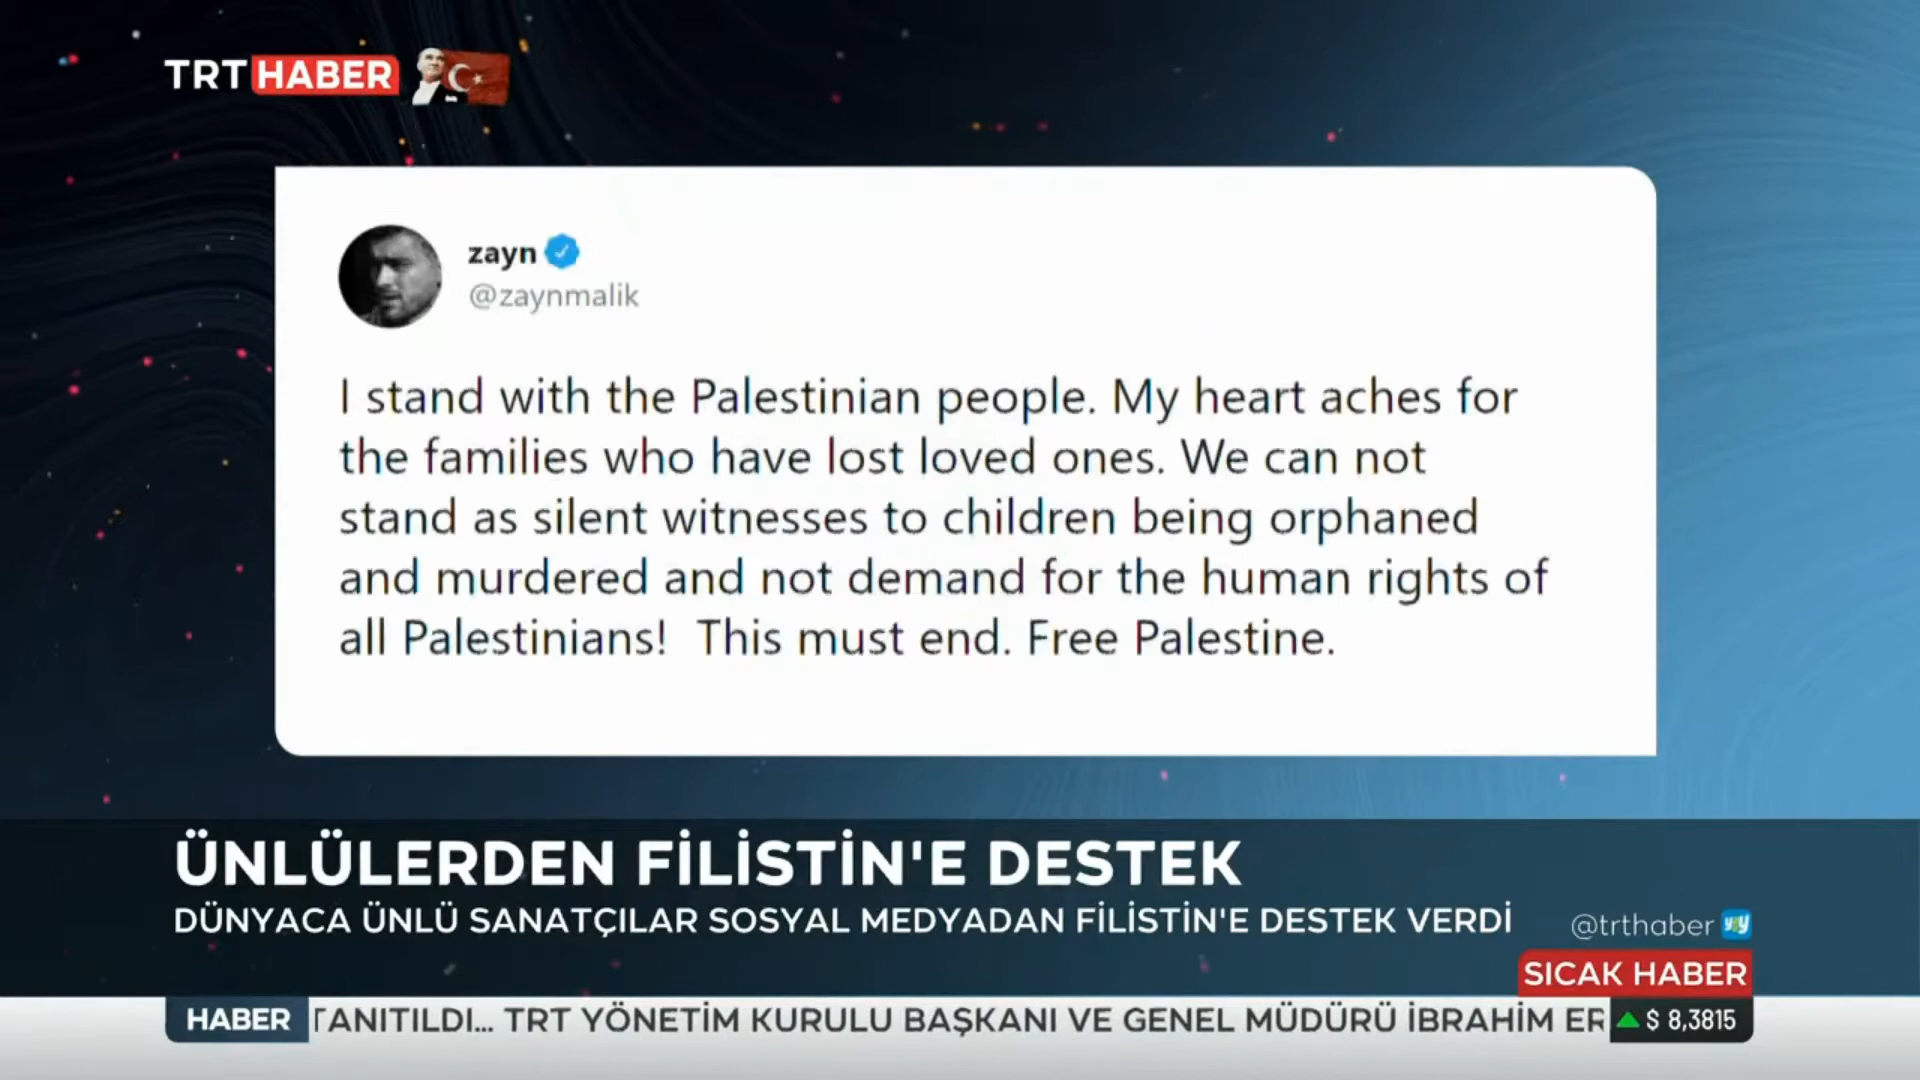 TRT HABER
zayn
@zaynmalik
I stand with the Palestinian people. My heart aches for
the families who have lost loved ones. We can not
stand as silent witnesses to children being orphaned
and murdered and not demand for the human rights of
all Palestinians!  This must end. Free Palestine.
ÜNLÜLERDEN FİLİSTİN'E DESTEK
DÜNYACA ÜNLÜ SANATÇILAR SOSYAL MEDYADAN FİLİSTİN'E DESTEK VERDİ
@trthaber yay
SICAK HABER
HABER TANITILDI... TRT YÖNETİM KURULU BAŞKANI VE GENEL MÜDÜRÜ İBRAHİM ER
$ 8,3815